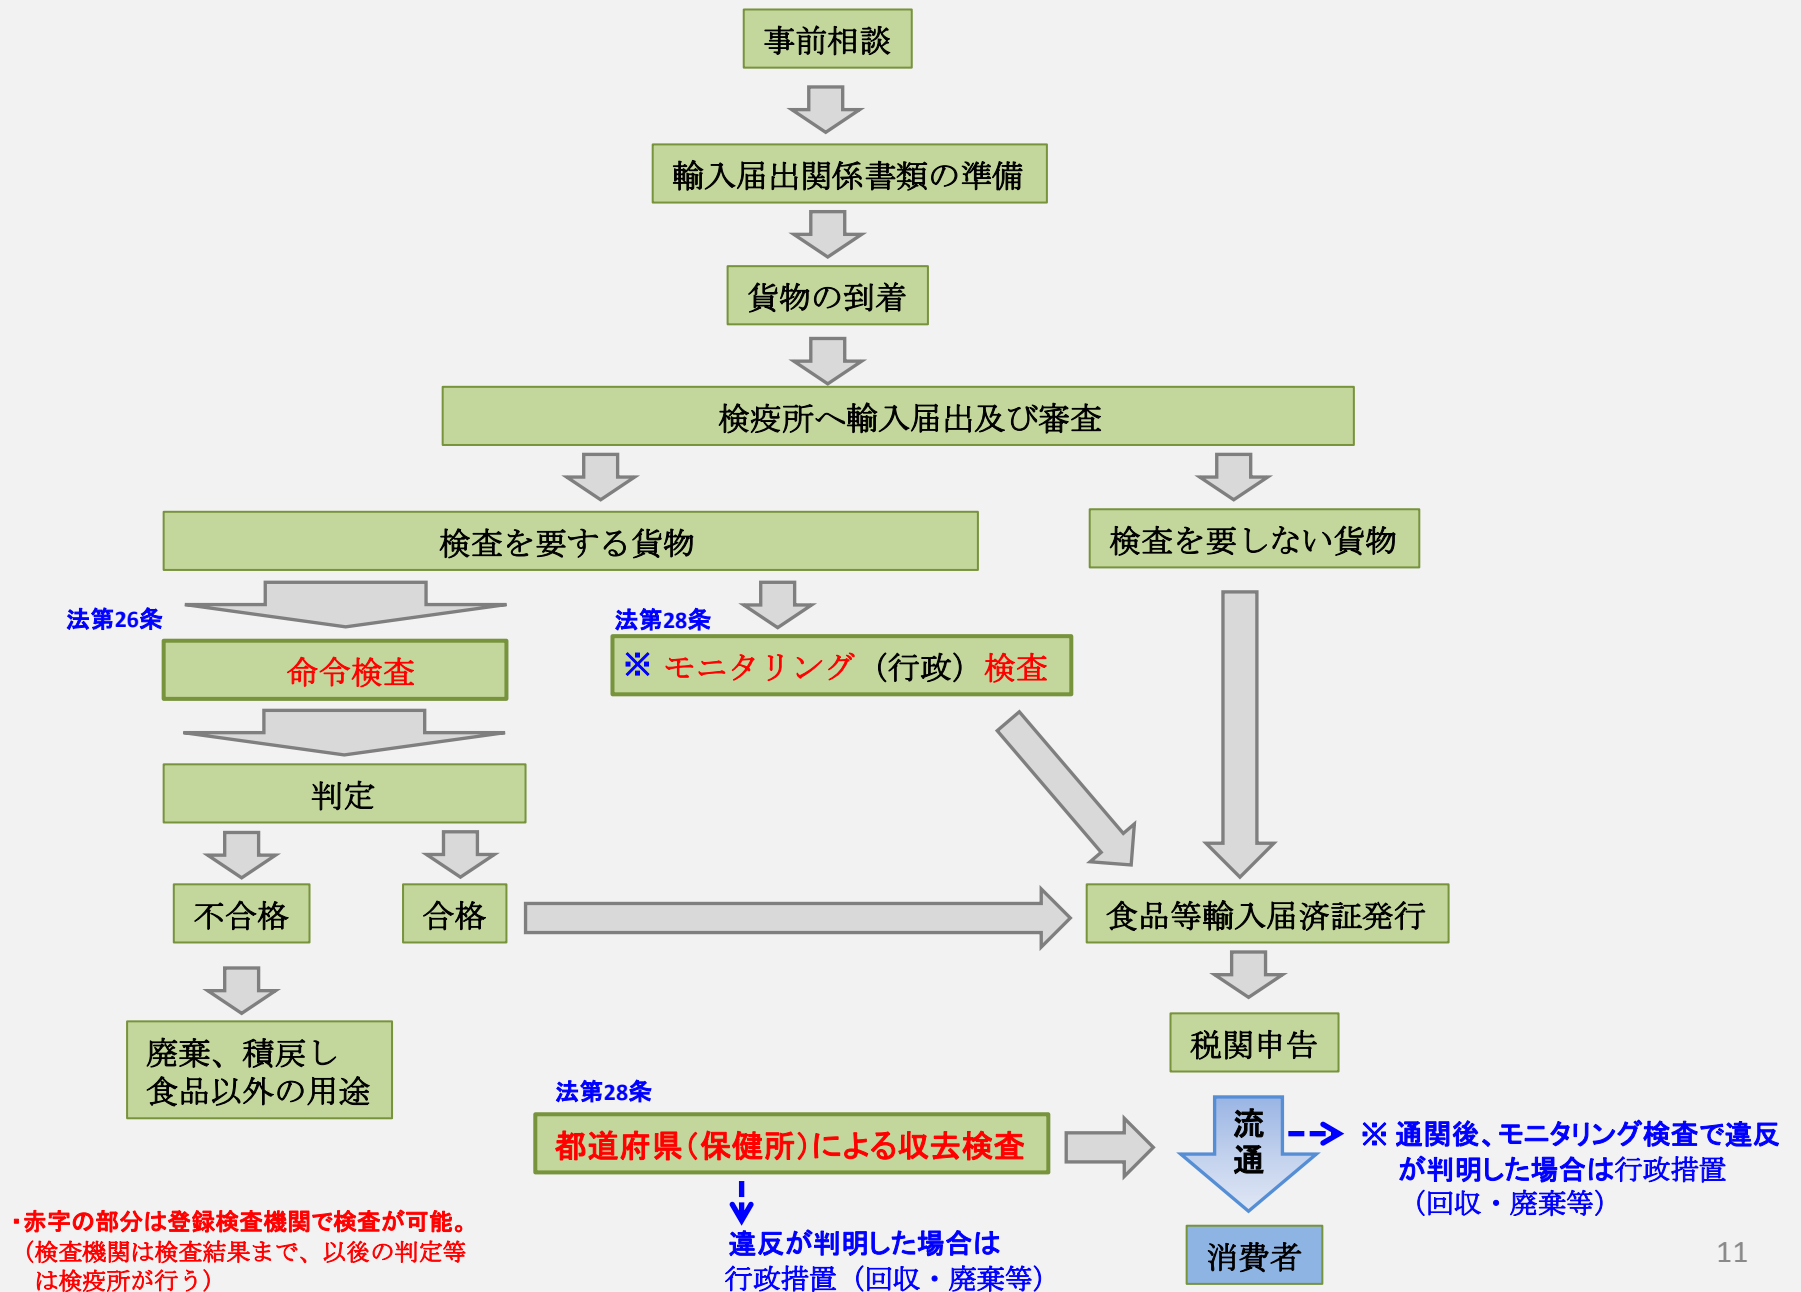 事前相談
輸入届出関係書類の準備
貨物の到着
検疫所へ輸入届出及び審査
検査を要する貨物
検査を要しない貨物
法第26条
命令検査
法第28条
※ モニタリング（行政）検査
判定
不合格
合格
食品等輸入届済証発行
廃棄、積戻し
食品以外の用途
税関申告
法第28条
都道府県（保健所）による収去検査
流
通
※ 通関後、モニタリング検査で違反
が判明した場合は行政措置
（回収・廃棄等）
違反が判明した場合は
行政措置（回収・廃棄等）
消費者
・赤字の部分は登録検査機関で検査が可能。
（検査機関は検査結果まで、以後の判定等
は検疫所が行う）
11